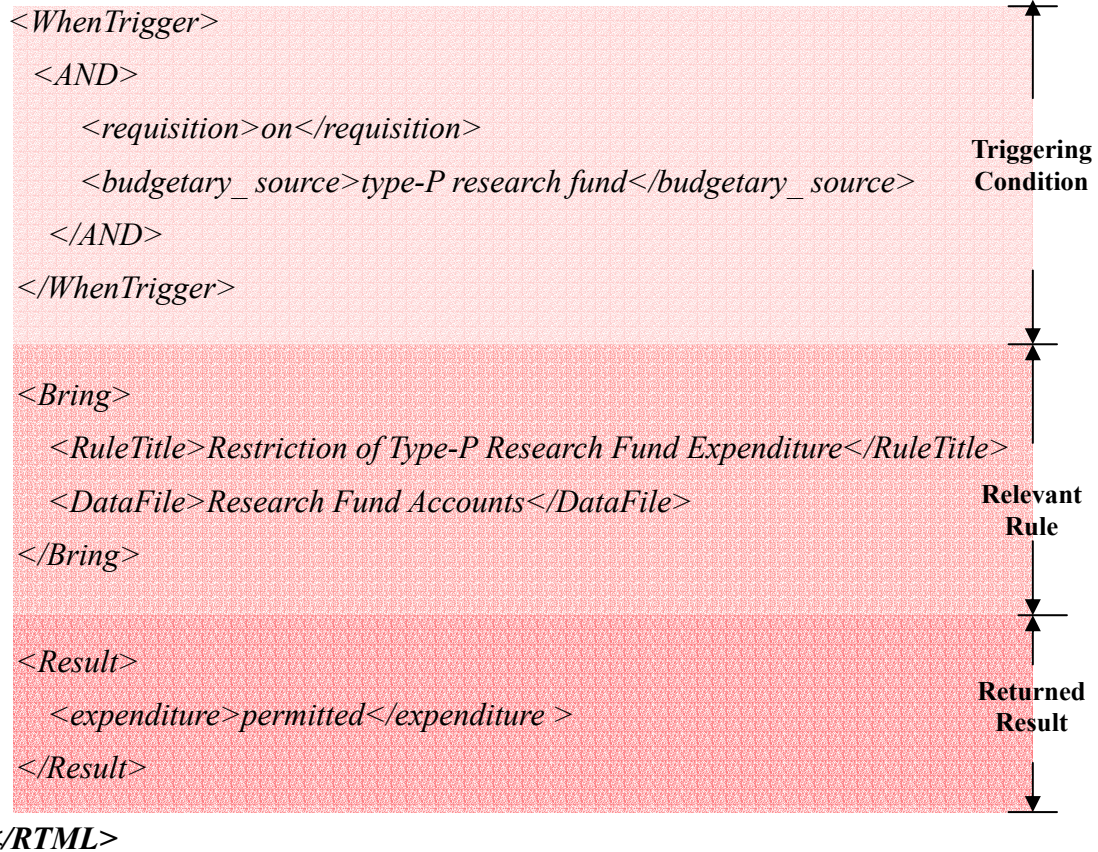 <WhenTrigger>
<AND>
<requisition>on</requisition>
<budgetary_ source>type-P research fund</budgetary_ source>
</AND>
</WhenTrigger>
Triggering
Condition
<Bring>
<RuleTitle>Restriction of Type-P Research Fund Expenditure</RuleTitle>
<DataFile>Research Fund Accounts</DataFile>
</Bring>
Relevant
Rule
<Result>
<expenditure>permitted</expenditure >
</Result>
Returned
Result
</RTML>